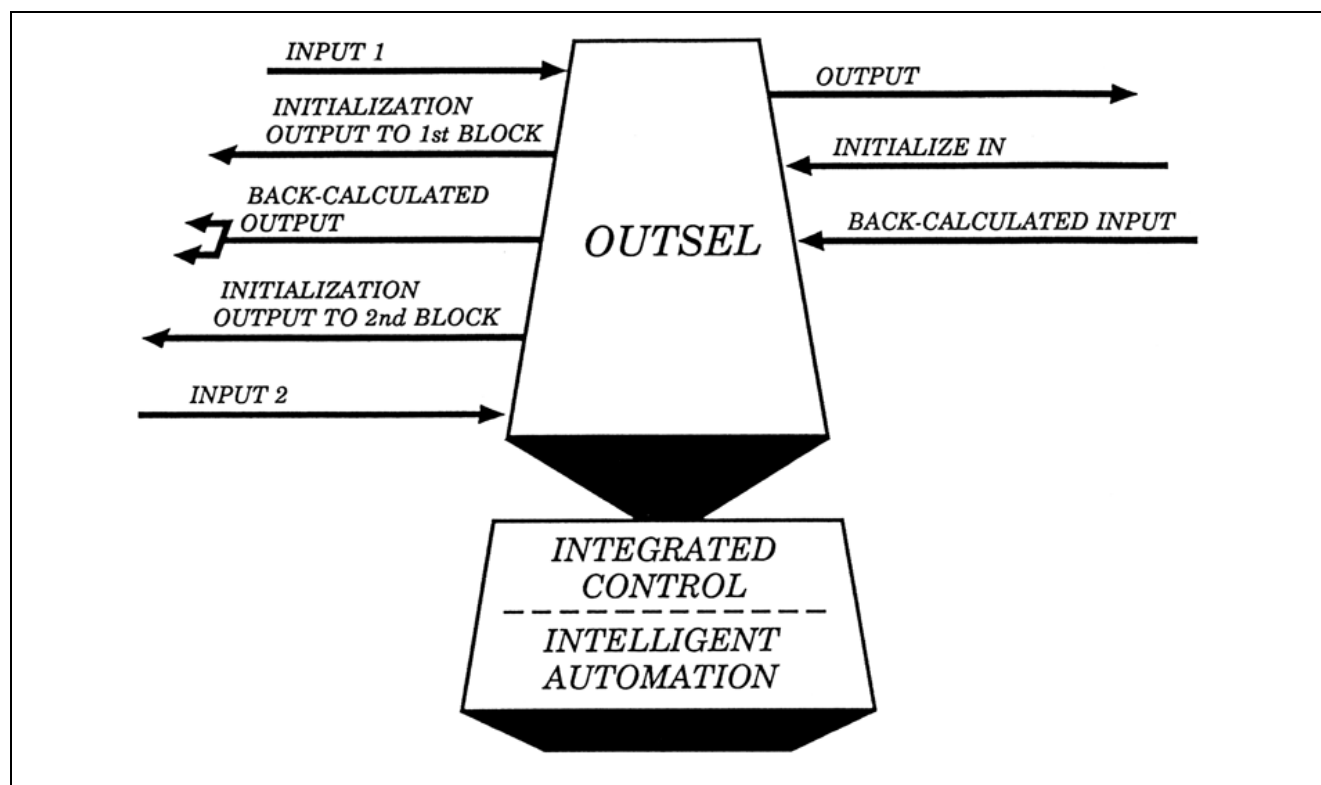 INPUT 1
INITIALIZATION
OUTPUT TO 1st BLOCK
BACK-CALCULATED
OUTPUT
INITIALIZATION
OUTPUT TO 2nd BLOCK
INPUT 2
OUTSEL
OUTPUT
INITIALIZE IN
BACK-CALCULATED INPUT
INTEGRATED
CONTROL
INTELLIGENT
AUTOMATION